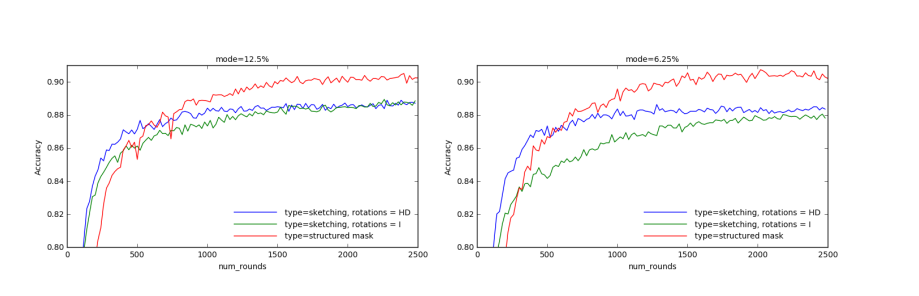 mode=12.5%
0.90
0.88
0.86
0.84
0.82
0.80
Accuracy
type=sketching, rotations = HD
type=sketching, rotations = I
type=structured mask
0 500 1000 1500 2000 2500
num_rounds
mode=6.25%
0.90
0.88
0.86
0.84
0.82
0.80
Accuracy
type=sketching, rotations = HD
type=sketching, rotations = I
type=structured mask
0 500 1000 1500 2000 2500
num_rounds